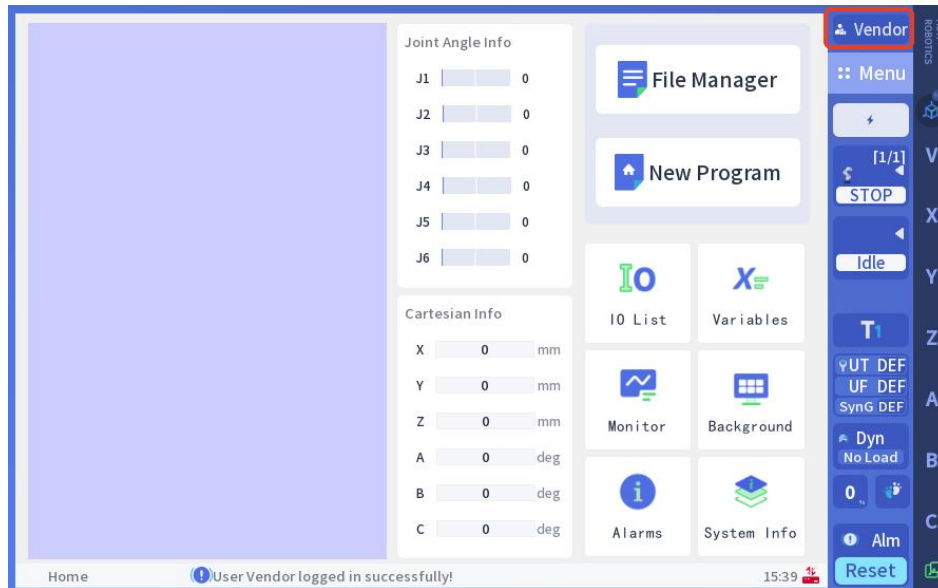 Joint Angle Info
J1 0
J2 0
J3 0
J4 0
J5 0
J6 0
Cartesian Info
X 0 mm
Y 0 mm
Z 0 mm
A 0 deg
B 0 deg
C 0 deg
File Manager
New Program
IO List
Variables
Monitor
Background
Alarms
System Info
Vendor
Menu
[1/1]
STOP
Idle
T1
UT DEF
UF DEF
SynG DEF
Dyn
No Load
0 %
Alm
Reset
ROBOTICS
V
X
Y
Z
A
B
C
Home
User Vendor logged in successfully!
15:39